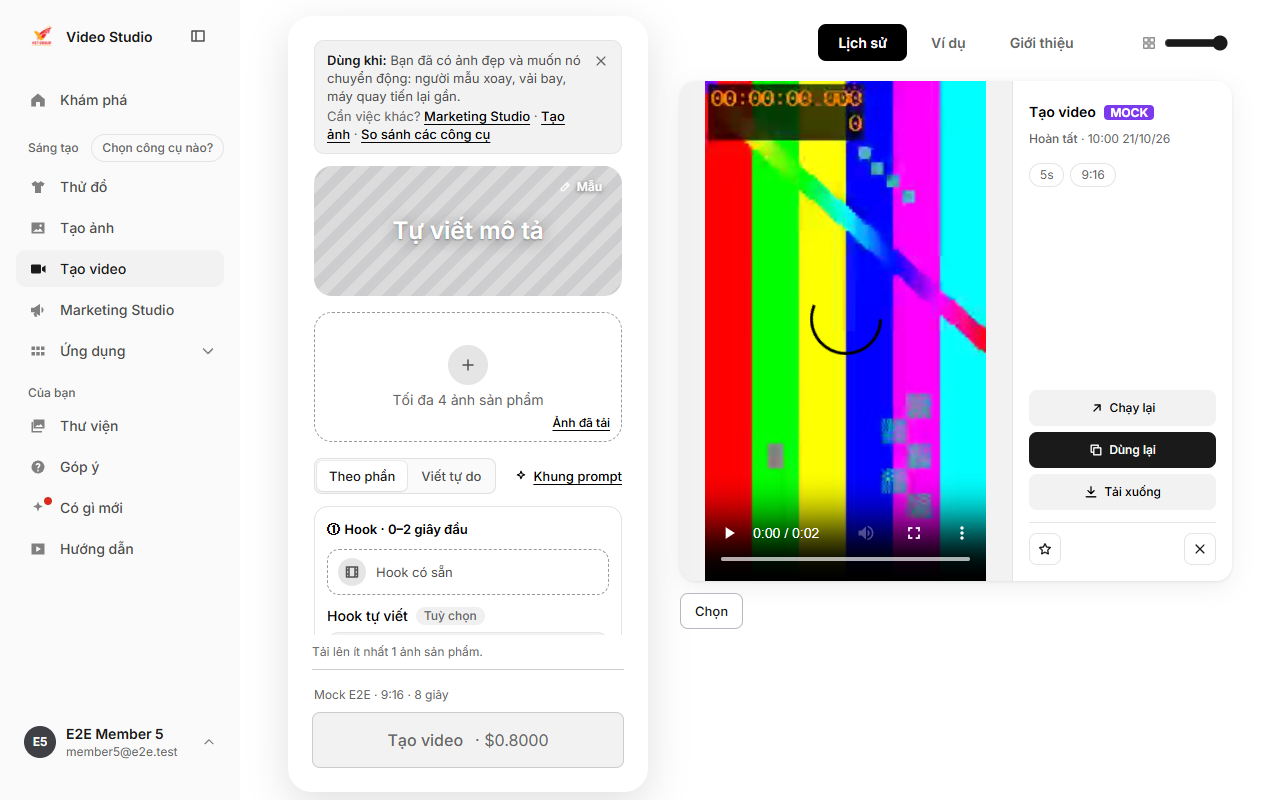 Video Studio
Khám phá
Sáng tạo
Chọn công cụ nào?
Thử đồ
Tạo ảnh
Tạo video
Marketing Studio
Ứng dụng
Của bạn
Thư viện
Góp ý
Có gì mới
Hướng dẫn
E5
E2E Member 5
member5@e2e.test
Dùng khi: Bạn đã có ảnh đẹp và muốn nó
chuyển động: người mẫu xoay, vải bay,
máy quay tiến lại gần.
Cần việc khác? Marketing Studio · Tạo
ảnh · So sánh các công cụ
Mẫu
Tự viết mô tả
Tối đa 4 ảnh sản phẩm
Ảnh đã tải
Theo phần
Viết tự do
Khung prompt
Hook · 0–2 giây đầu
Hook có sẵn
Hook tự viết
Tuỳ chọn
Tải lên ít nhất 1 ảnh sản phẩm.
Mock E2E · 9:16 · 8 giây
Tạo video · $0.8000
Lịch sử
Ví dụ
Giới thiệu
00:00:00.000
0
0:00 / 0:02
Tạo video MOCK
Hoàn tất · 10:00 21/10/26
5s
9:16
Chạy lại
Dùng lại
Tải xuống
Chọn